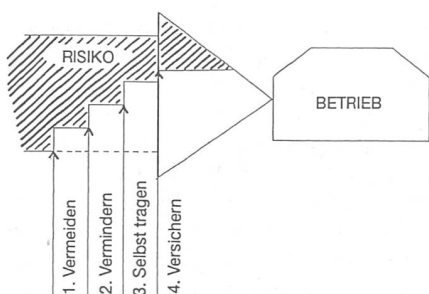 RISIKO
BETRIEB
1. Vermeiden
2. Vermindern
3. Selbst tragen
4. Versichern